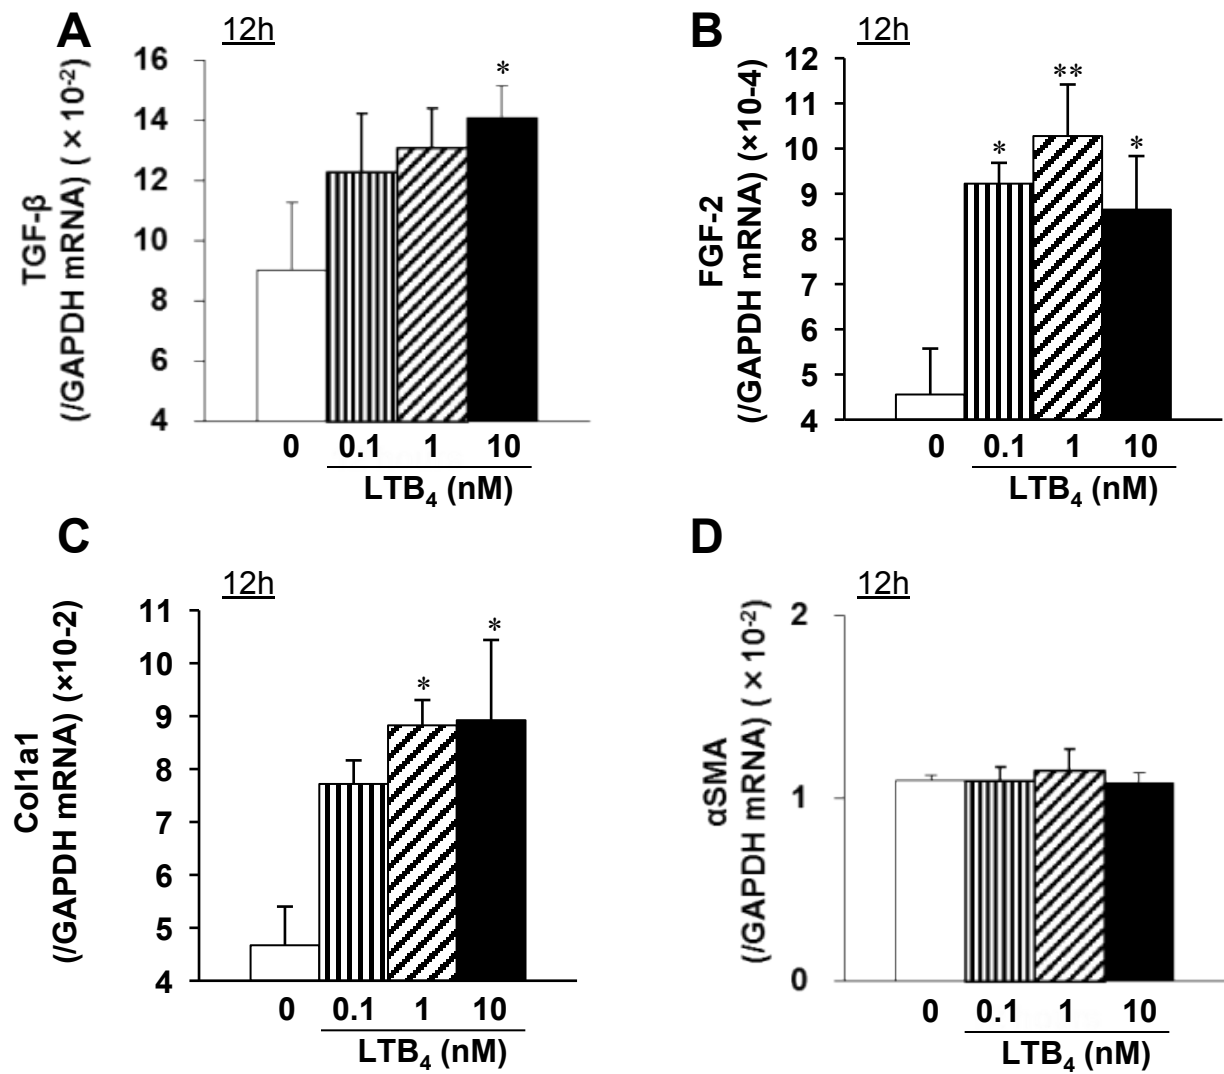 A
12h
TGF-β
(/GAPDH mRNA) (×10⁻²)
16
14
12
10
8
6
4
*
0 0.1 1 10
LTB₄ (nM)
B
12h
FGF-2
(/GAPDH mRNA) (×10-4)
12
11
10
9
8
7
6
5
4
* ** *
0 0.1 1 10
LTB₄ (nM)
C
12h
Col1a1
(/GAPDH mRNA) (×10-2)
11
10
9
8
7
6
5
4
* *
0 0.1 1 10
LTB₄ (nM)
D
12h
αSMA
(/GAPDH mRNA) (×10⁻²)
2
1
0
0 0.1 1 10
LTB₄ (nM)